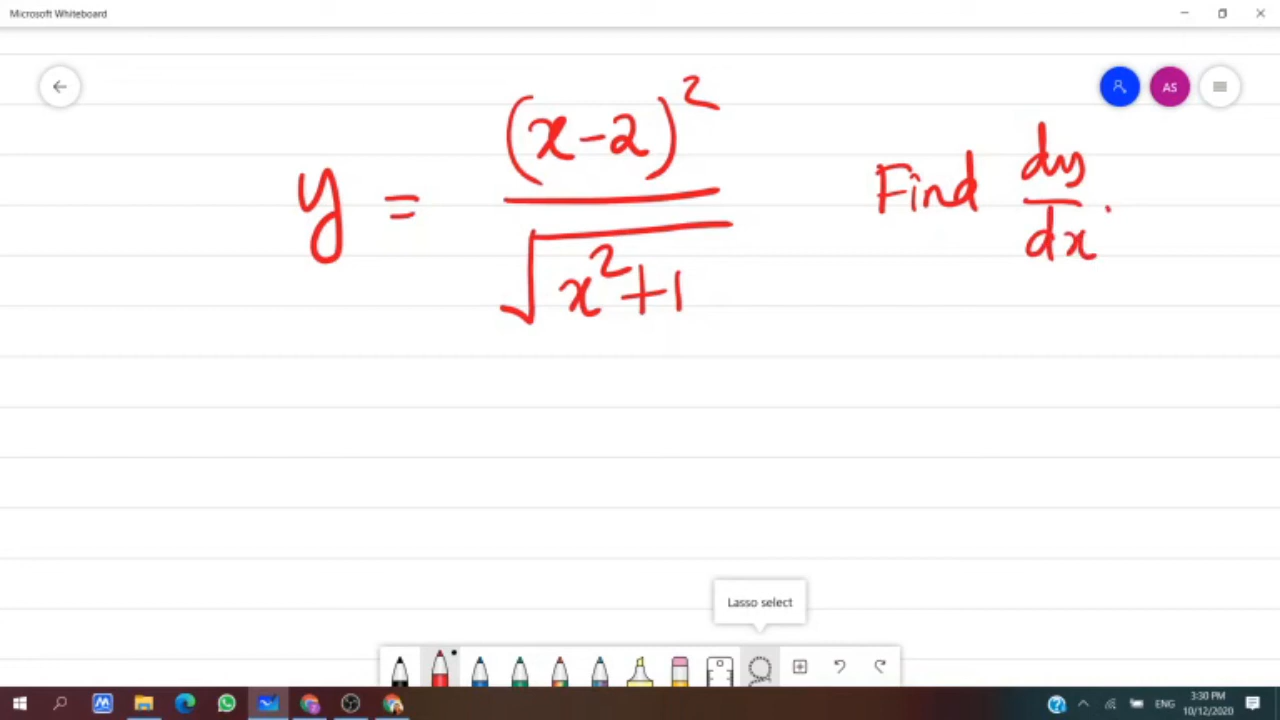 Microsoft Whiteboard
AS
y = (x-2)^2 / √(x^2+1) Find dy/dx.
Lasso select
ENG
3:30 PM
10/12/2020